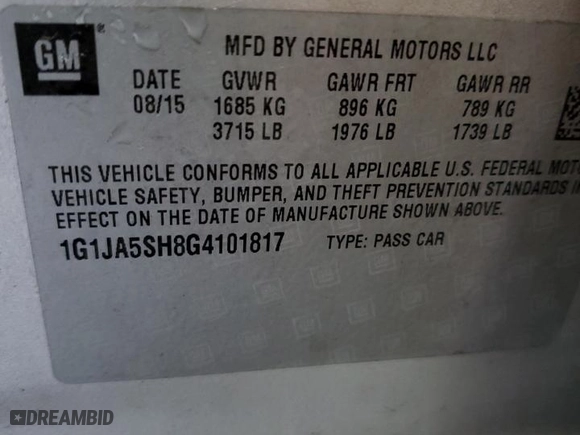 GM
MFD BY GENERAL MOTORS LLC
DATE GVWR GAWR FRT GAWR RR
08/15 1685 KG 896 KG 789 KG
3715 LB 1976 LB 1739 LB
THIS VEHICLE CONFORMS TO ALL APPLICABLE U.S. FEDERAL MOT
VEHICLE SAFETY, BUMPER, AND THEFT PREVENTION STANDARDS IN
EFFECT ON THE DATE OF MANUFACTURE SHOWN ABOVE.
1G1JA5SH8G4101817 TYPE: PASS CAR
DREAMBID